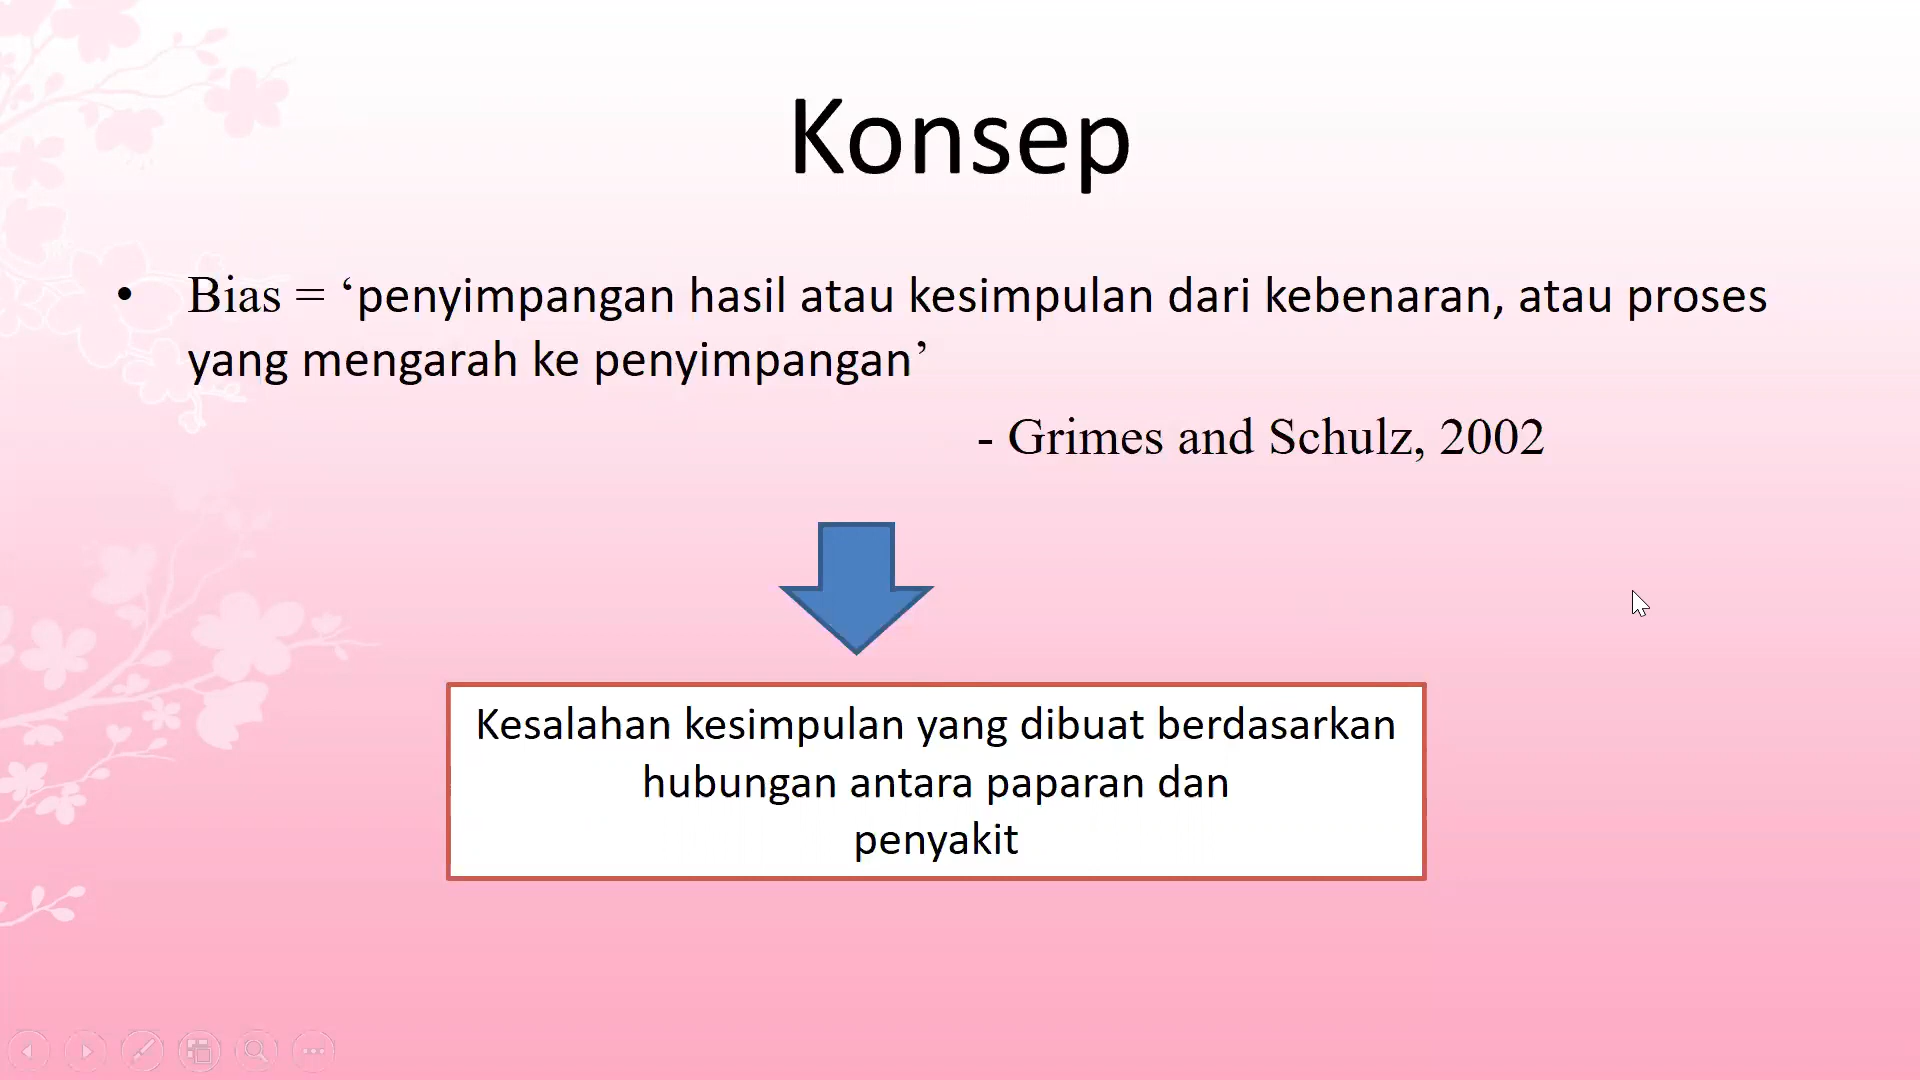 Konsep
• Bias = ‘penyimpangan hasil atau kesimpulan dari kebenaran, atau proses
yang mengarah ke penyimpangan’
- Grimes and Schulz, 2002
Kesalahan kesimpulan yang dibuat berdasarkan
hubungan antara paparan dan
penyakit